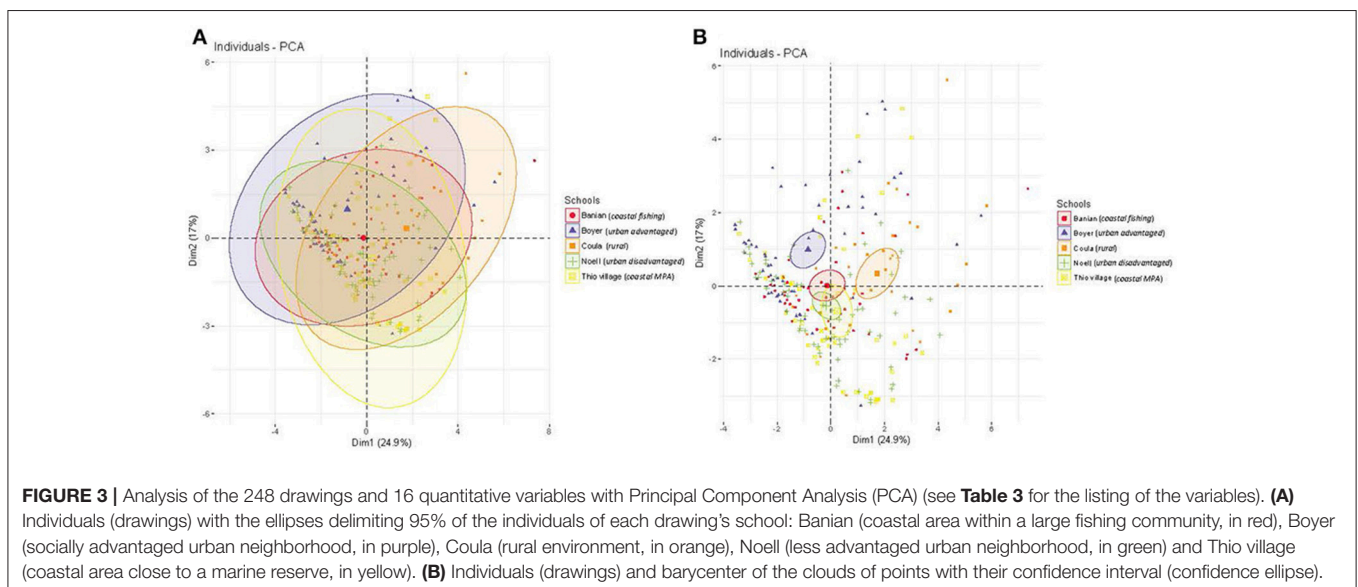 A
Individuals - PCA
6
3
0
-3
-6
Dim2 (17%)
-4
0
4
8
Dim1 (24.9%)
Schools
Banian (coastal fishing)
Boyer (urban advantaged)
Coula (rural)
Noell (urban disadvantaged)
Thio village (coastal MPA)
B
Individuals - PCA
6
4
2
0
-2
Dim2 (17%)
-4
-2
0
2
4
6
Dim1 (24.9%)
Schools
Banian (coastal fishing)
Boyer (urban advantaged)
Coula (rural)
Noell (urban disadvantaged)
Thio village (coastal MPA)
FIGURE 3 | Analysis of the 248 drawings and 16 quantitative variables with Principal Component Analysis (PCA) (see Table 3 for the listing of the variables). (A)
Individuals (drawings) with the ellipses delimiting 95% of the individuals of each drawing's school: Banian (coastal area within a large fishing community, in red), Boyer
(socially advantaged urban neighborhood, in purple), Coula (rural environment, in orange), Noell (less advantaged urban neighborhood, in green) and Thio village
(coastal area close to a marine reserve, in yellow). (B) Individuals (drawings) and barycenter of the clouds of points with their confidence interval (confidence ellipse).